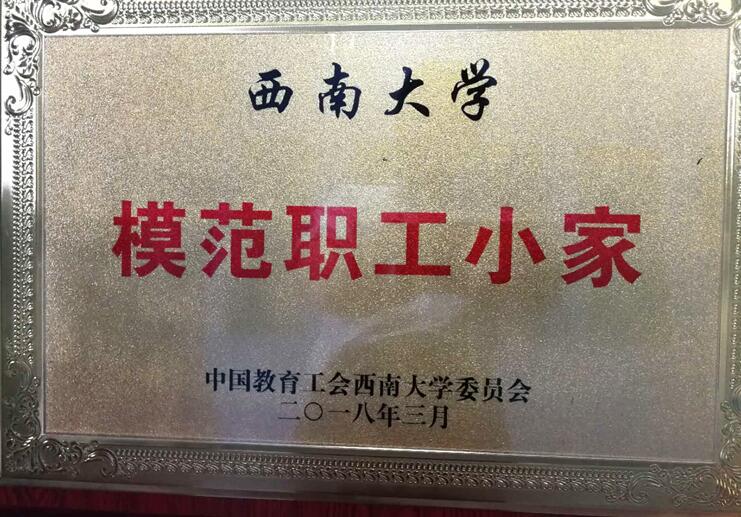 西南大学
模范职工小家
中国教育工会西南大学委员会
二〇一八年三月